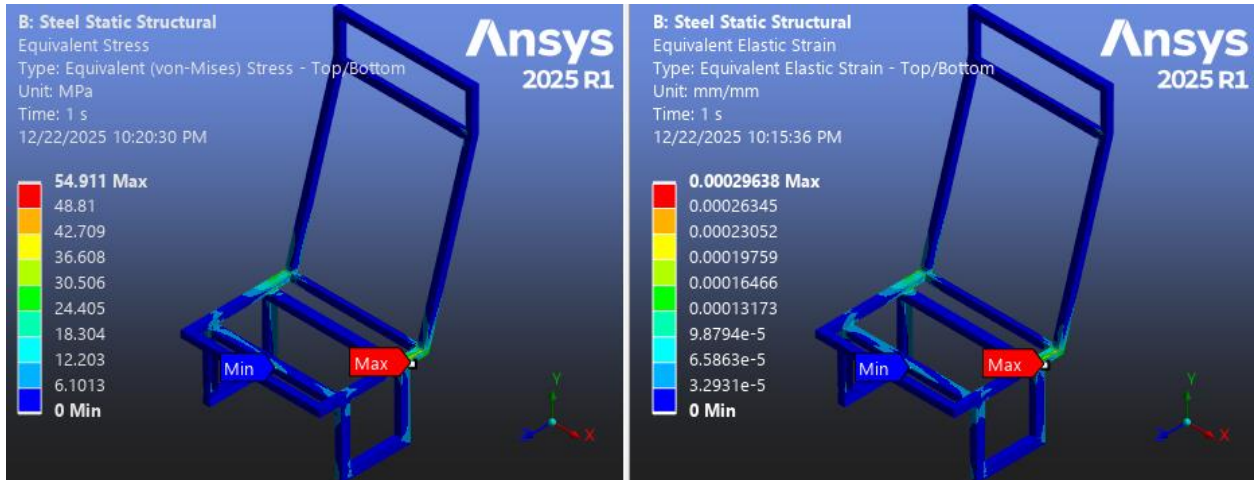 B: Steel Static Structural
Equivalent Stress
Type: Equivalent (von-Mises) Stress - Top/Bottom
Unit: MPa
Time: 1 s
12/22/2025 10:20:30 PM
Ansys
2025 R1
54.911 Max
48.81
42.709
36.608
30.506
24.405
18.304
12.203
6.1013
0 Min
Min
Max
Y
Z
X
B: Steel Static Structural
Equivalent Elastic Strain
Type: Equivalent Elastic Strain - Top/Bottom
Unit: mm/mm
Time: 1 s
12/22/2025 10:15:36 PM
Ansys
2025 R1
0.00029638 Max
0.00026345
0.00023052
0.00019759
0.00016466
0.00013173
9.8794e-5
6.5863e-5
3.2931e-5
0 Min
Min
Max
Y
Z
X